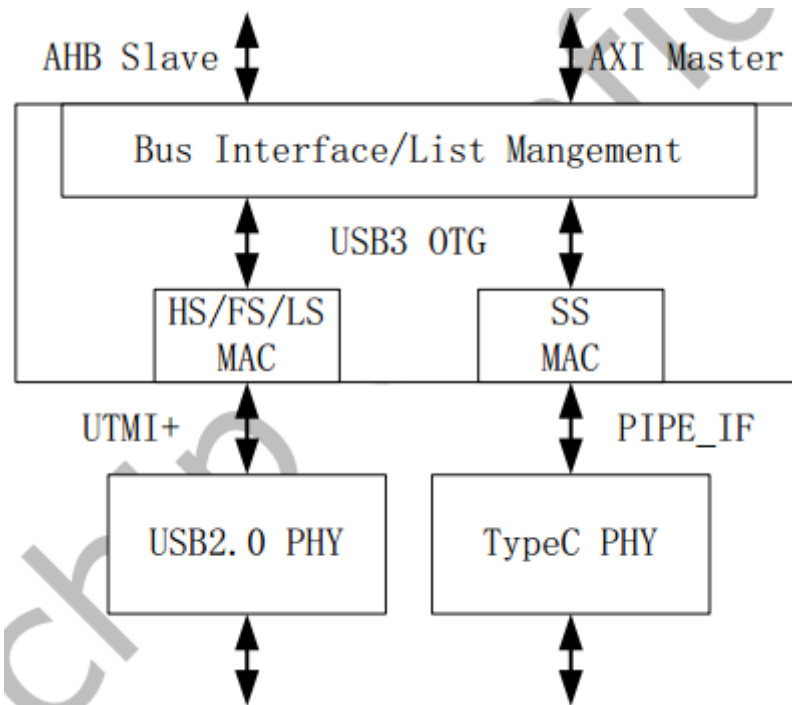 AHB Slave
AXI Master
Bus Interface/List Mangement
USB3 OTG
HS/FS/LS
MAC
SS
MAC
UTMI+
PIPE_IF
USB2.0 PHY
TypeC PHY